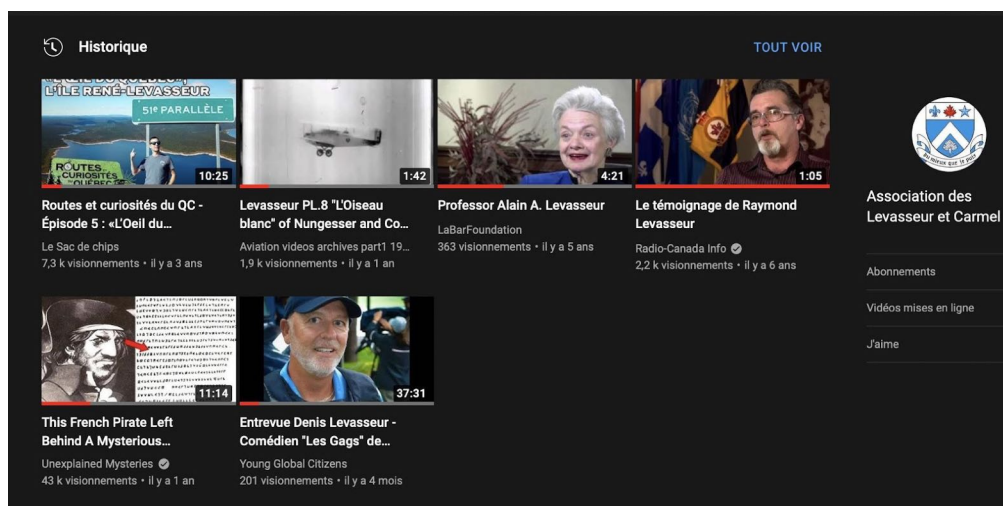 Historique
TOUT VOIR
L'ÎLE RENÉ-LEVASSEUR
51e PARALLÈLE
ROUTES
CURIOSITÉS
QUÉBEC
10:25
1:42
4:21
1:05
Routes et curiosités du QC -
Épisode 5 : «L'Oeil du...
Le Sac de chips
7,3 k visionnements • il y a 3 ans
Levasseur PL.8 "L'Oiseau
blanc" of Nungesser and Co...
Aviation videos archives part1 19...
1,9 k visionnements • il y a 1 an
Professor Alain A. Levasseur
LaBarFoundation
363 visionnements • il y a 5 ans
Le témoignage de Raymond
Levasseur
Radio-Canada Info
2,2 k visionnements • il y a 6 ans
11:14
37:31
This French Pirate Left
Behind A Mysterious...
Unexplained Mysteries
43 k visionnements • il y a 1 an
Entrevue Denis Levasseur -
Comédien "Les Gags" de...
Young Global Citizens
201 visionnements • il y a 4 mois
Du mieux que je puis
Association des
Levasseur et Carmel
Abonnements
Vidéos mises en ligne
J'aime